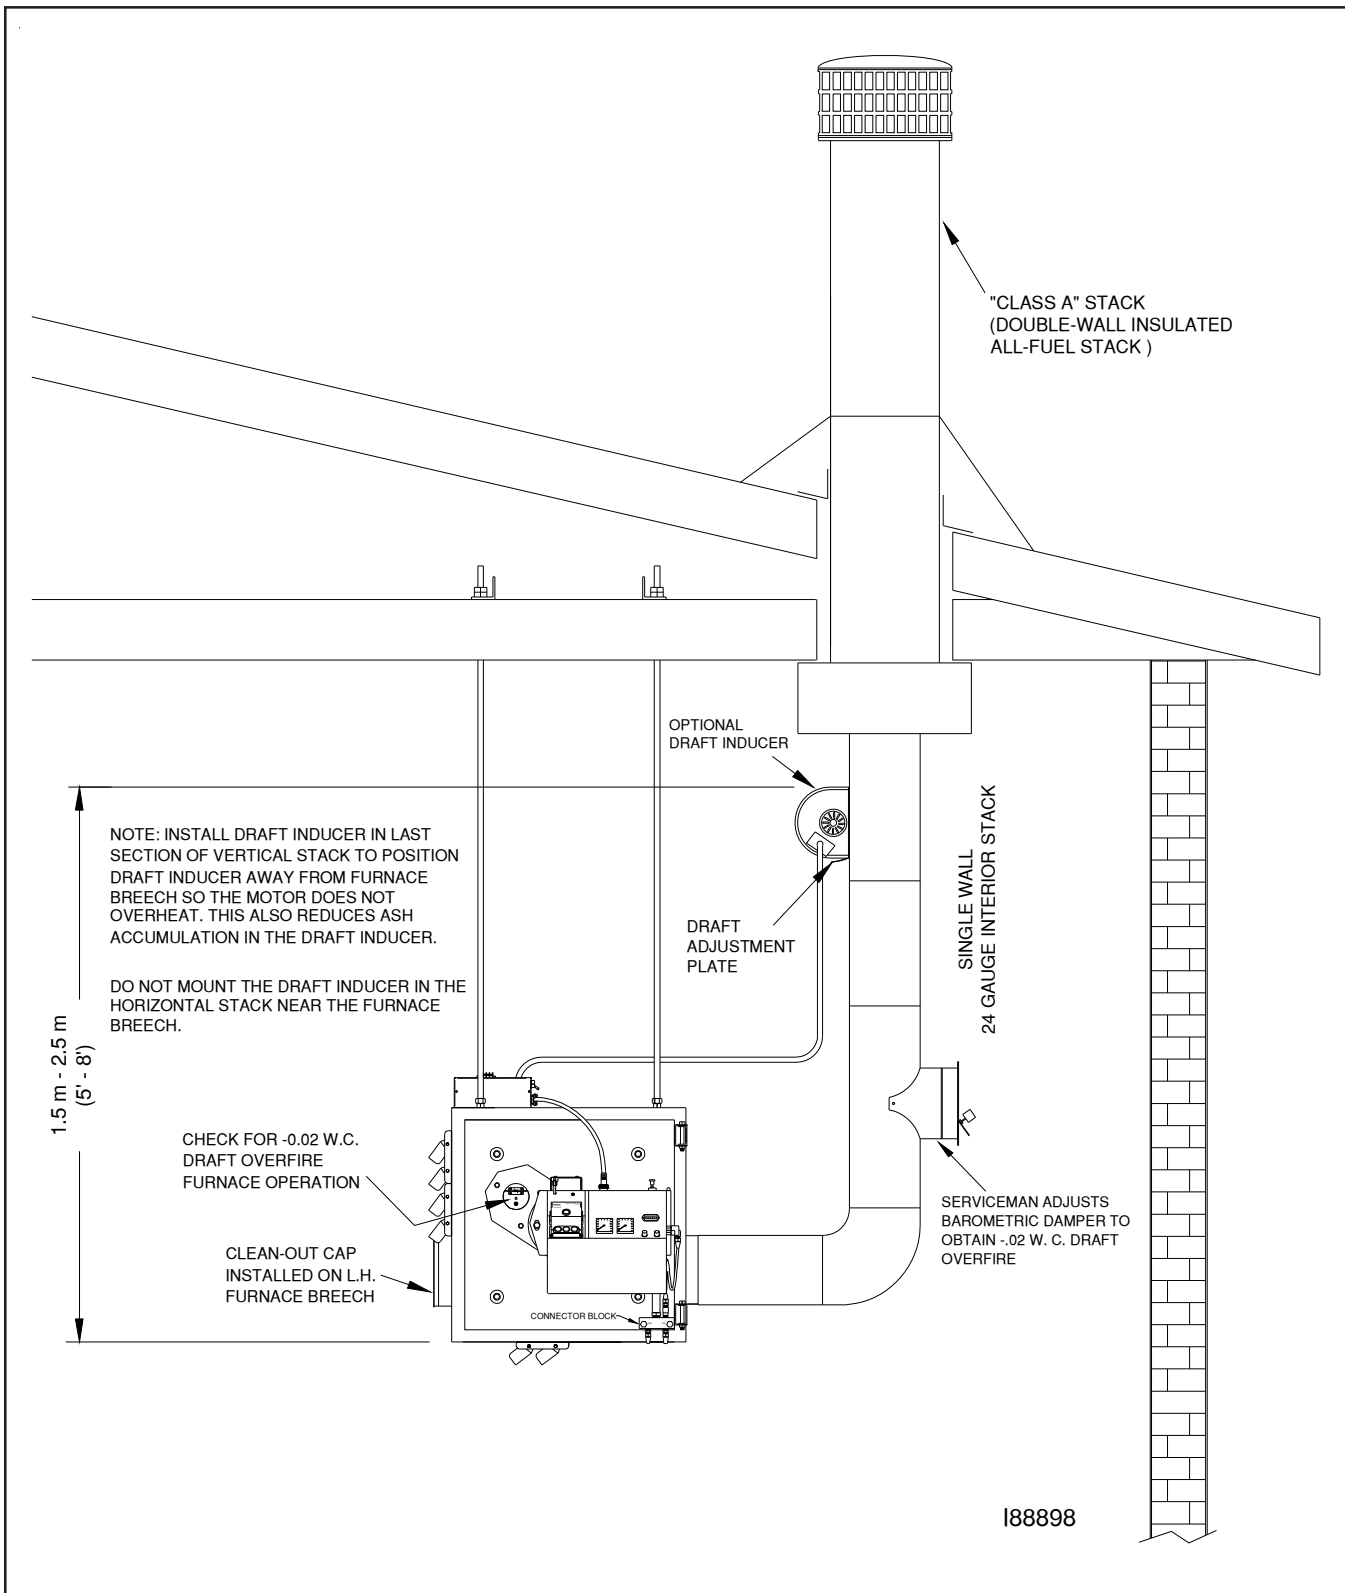 "CLASS A" STACK
(DOUBLE-WALL INSULATED
ALL-FUEL STACK )
OPTIONAL
DRAFT INDUCER
NOTE: INSTALL DRAFT INDUCER IN LAST
SECTION OF VERTICAL STACK TO POSITION
DRAFT INDUCER AWAY FROM FURNACE
BREECH SO THE MOTOR DOES NOT
OVERHEAT. THIS ALSO REDUCES ASH
ACCUMULATION IN THE DRAFT INDUCER.
DO NOT MOUNT THE DRAFT INDUCER IN THE
HORIZONTAL STACK NEAR THE FURNACE
BREECH.
DRAFT
ADJUSTMENT
PLATE
SINGLE WALL
24 GAUGE INTERIOR STACK
1.5 m - 2.5 m
(5' - 8')
CHECK FOR -0.02 W.C.
DRAFT OVERFIRE
FURNACE OPERATION
CLEAN-OUT CAP
INSTALLED ON L.H.
FURNACE BREECH
CONNECTOR BLOCK
SERVICEMAN ADJUSTS
BAROMETRIC DAMPER TO
OBTAIN -.02 W. C. DRAFT
OVERFIRE
I88898